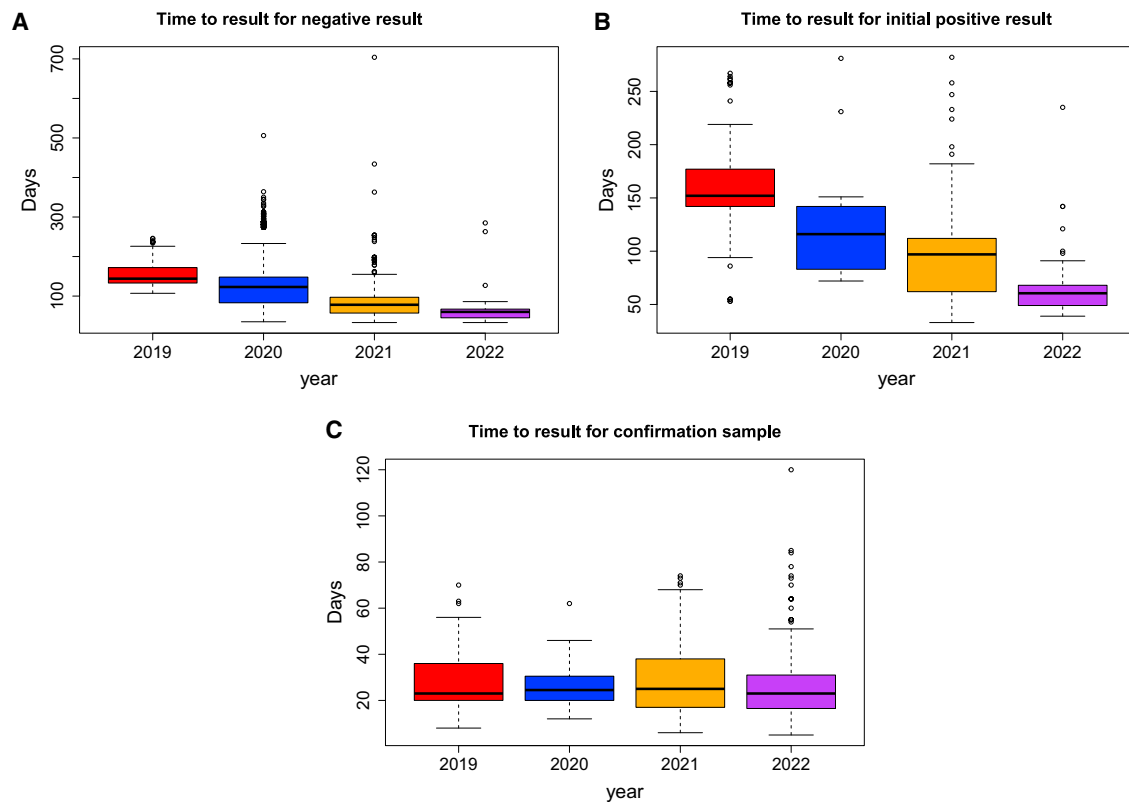 A
Time to result for negative result
Days
700
500
300
100
2019 2020 2021 2022
year
B
Time to result for initial positive result
Days
250
200
150
100
50
2019 2020 2021 2022
year
C
Time to result for confirmation sample
Days
120
100
80
60
40
20
2019 2020 2021 2022
year